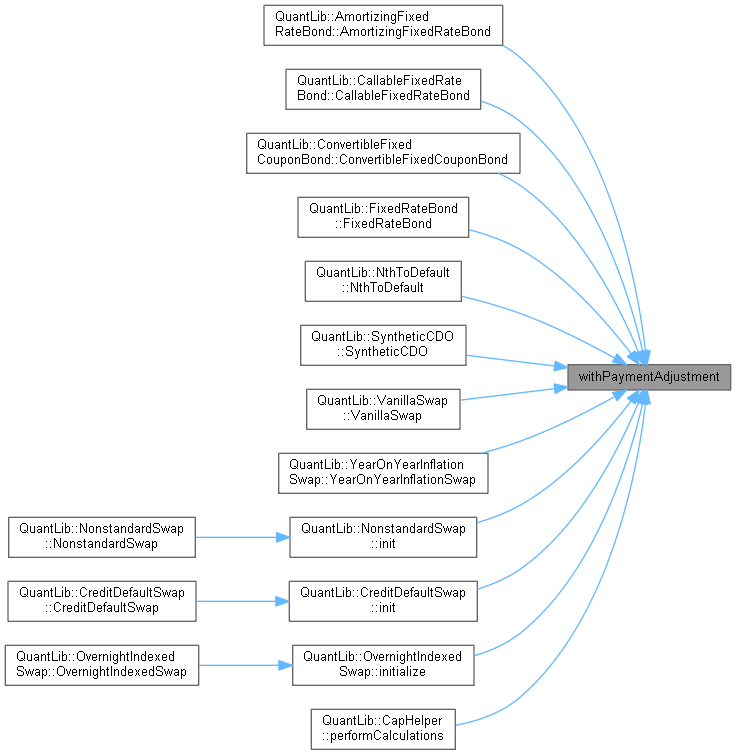 QuantLib::AmortizingFixed
RateBond::AmortizingFixedRateBond
QuantLib::CallableFixedRate
Bond::CallableFixedRateBond
QuantLib::ConvertibleFixed
CouponBond::ConvertibleFixedCouponBond
QuantLib::FixedRateBond
::FixedRateBond
QuantLib::NthToDefault
::NthToDefault
QuantLib::SyntheticCDO
::SyntheticCDO
withPaymentAdjustment
QuantLib::VanillaSwap
::VanillaSwap
QuantLib::YearOnYearInflation
Swap::YearOnYearInflationSwap
QuantLib::NonstandardSwap
::NonstandardSwap
QuantLib::NonstandardSwap
::init
QuantLib::CreditDefaultSwap
::CreditDefaultSwap
QuantLib::CreditDefaultSwap
::init
QuantLib::OvernightIndexed
Swap::OvernightIndexedSwap
QuantLib::OvernightIndexed
Swap::initialize
QuantLib::CapHelper
::performCalculations